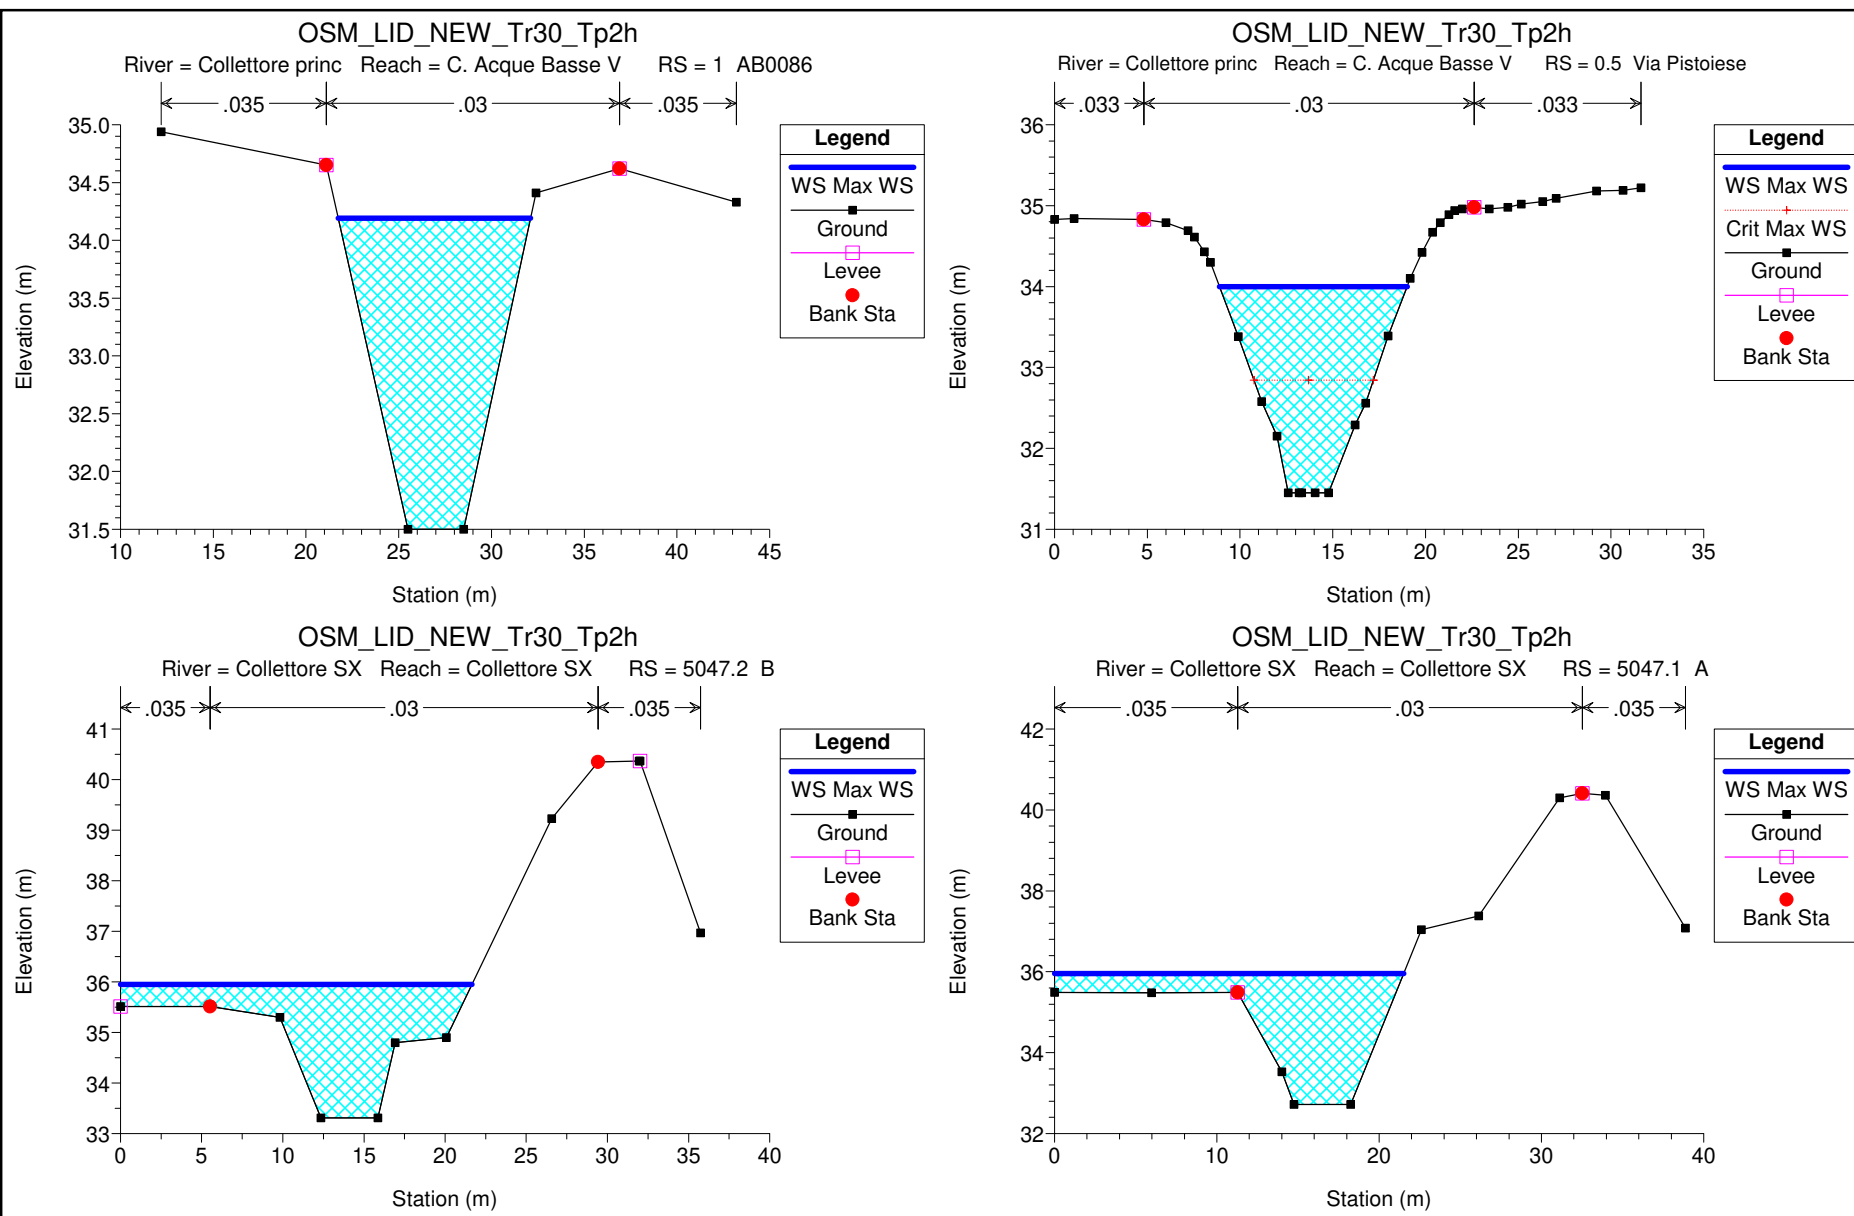 OSM_LID_NEW_Tr30_Tp2h
River = Collettore princ Reach = C. Acque Basse V RS = 1 AB0086
.035 .03 .035
35.0
34.5
34.0
33.5
33.0
32.5
32.0
31.5
Elevation (m)
10 15 20 25 30 35 40 45
Station (m)
Legend
WS Max WS
Ground
Levee
Bank Sta
OSM_LID_NEW_Tr30_Tp2h
River = Collettore princ Reach = C. Acque Basse V RS = 0.5 Via Pistoiese
.033 .03 .033
36
35
34
33
32
31
Elevation (m)
0 5 10 15 20 25 30 35
Station (m)
Legend
WS Max WS
Crit Max WS
Ground
Levee
Bank Sta
OSM_LID_NEW_Tr30_Tp2h
River = Collettore SX Reach = Collettore SX RS = 5047.2 B
.035 .03 .035
41
40
39
38
37
36
35
34
33
Elevation (m)
0 5 10 15 20 25 30 35 40
Station (m)
Legend
WS Max WS
Ground
Levee
Bank Sta
OSM_LID_NEW_Tr30_Tp2h
River = Collettore SX Reach = Collettore SX RS = 5047.1 A
.035 .03 .035
42
40
38
36
34
32
Elevation (m)
0 10 20 30 40
Station (m)
Legend
WS Max WS
Ground
Levee
Bank Sta